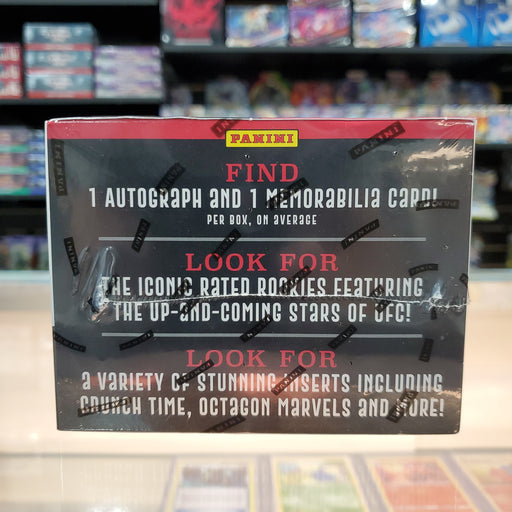 PANINI
FIND
1 AUTOGRAPH AND 1 MEMORABILIA CARD!
PER BOX, ON AVERAGE
LOOK FOR
THE ICONIC RATED ROOKIES FEATURING
THE UP-AND-COMING STARS OF UFC!
LOOK FOR
A VARIETY OF STUNNING INSERTS INCLUDING
CRUNCH TIME, OCTAGON MARVELS AND MORE!